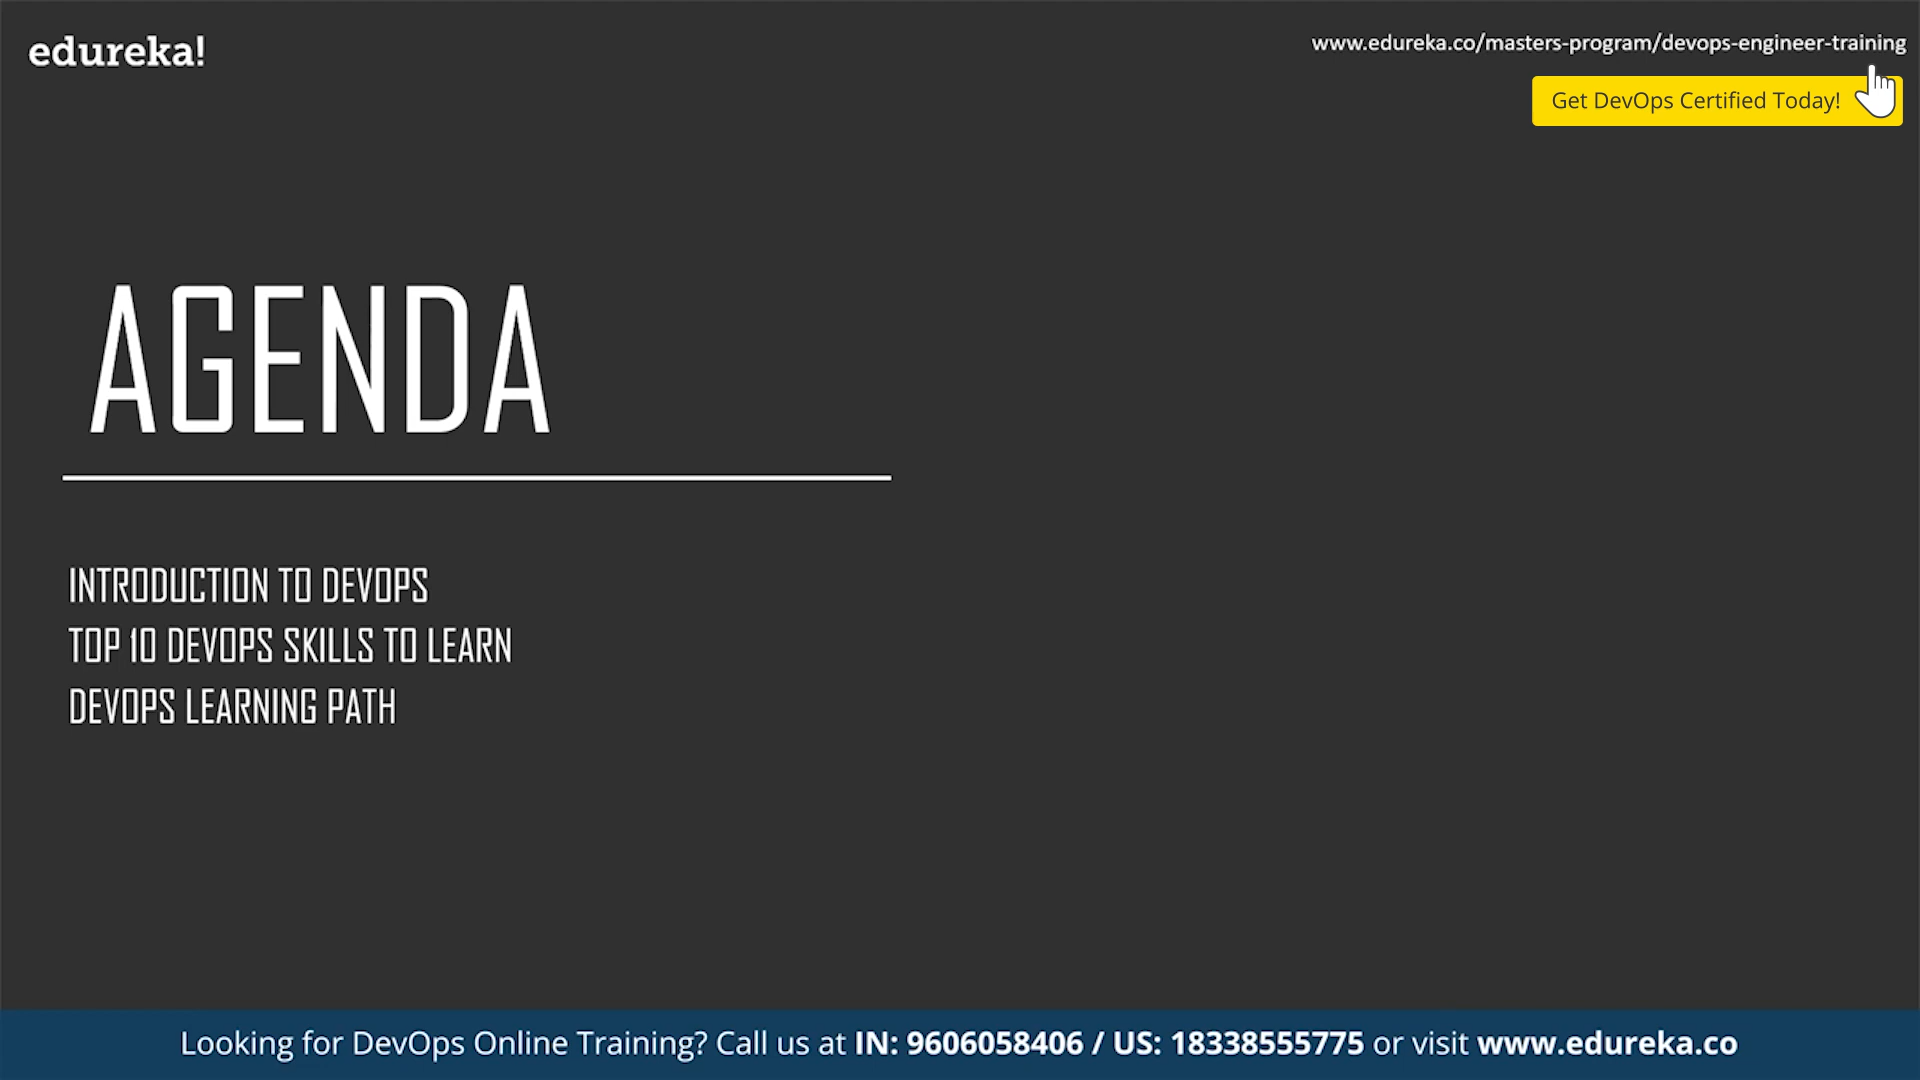 edureka!
www.edureka.co/masters-program/devops-engineer-training
Get DevOps Certified Today!
AGENDA
INTRODUCTION TO DEVOPS
TOP 10 DEVOPS SKILLS TO LEARN
DEVOPS LEARNING PATH
Looking for DevOps Online Training? Call us at IN: 9606058406 / US: 18338555775 or visit www.edureka.co